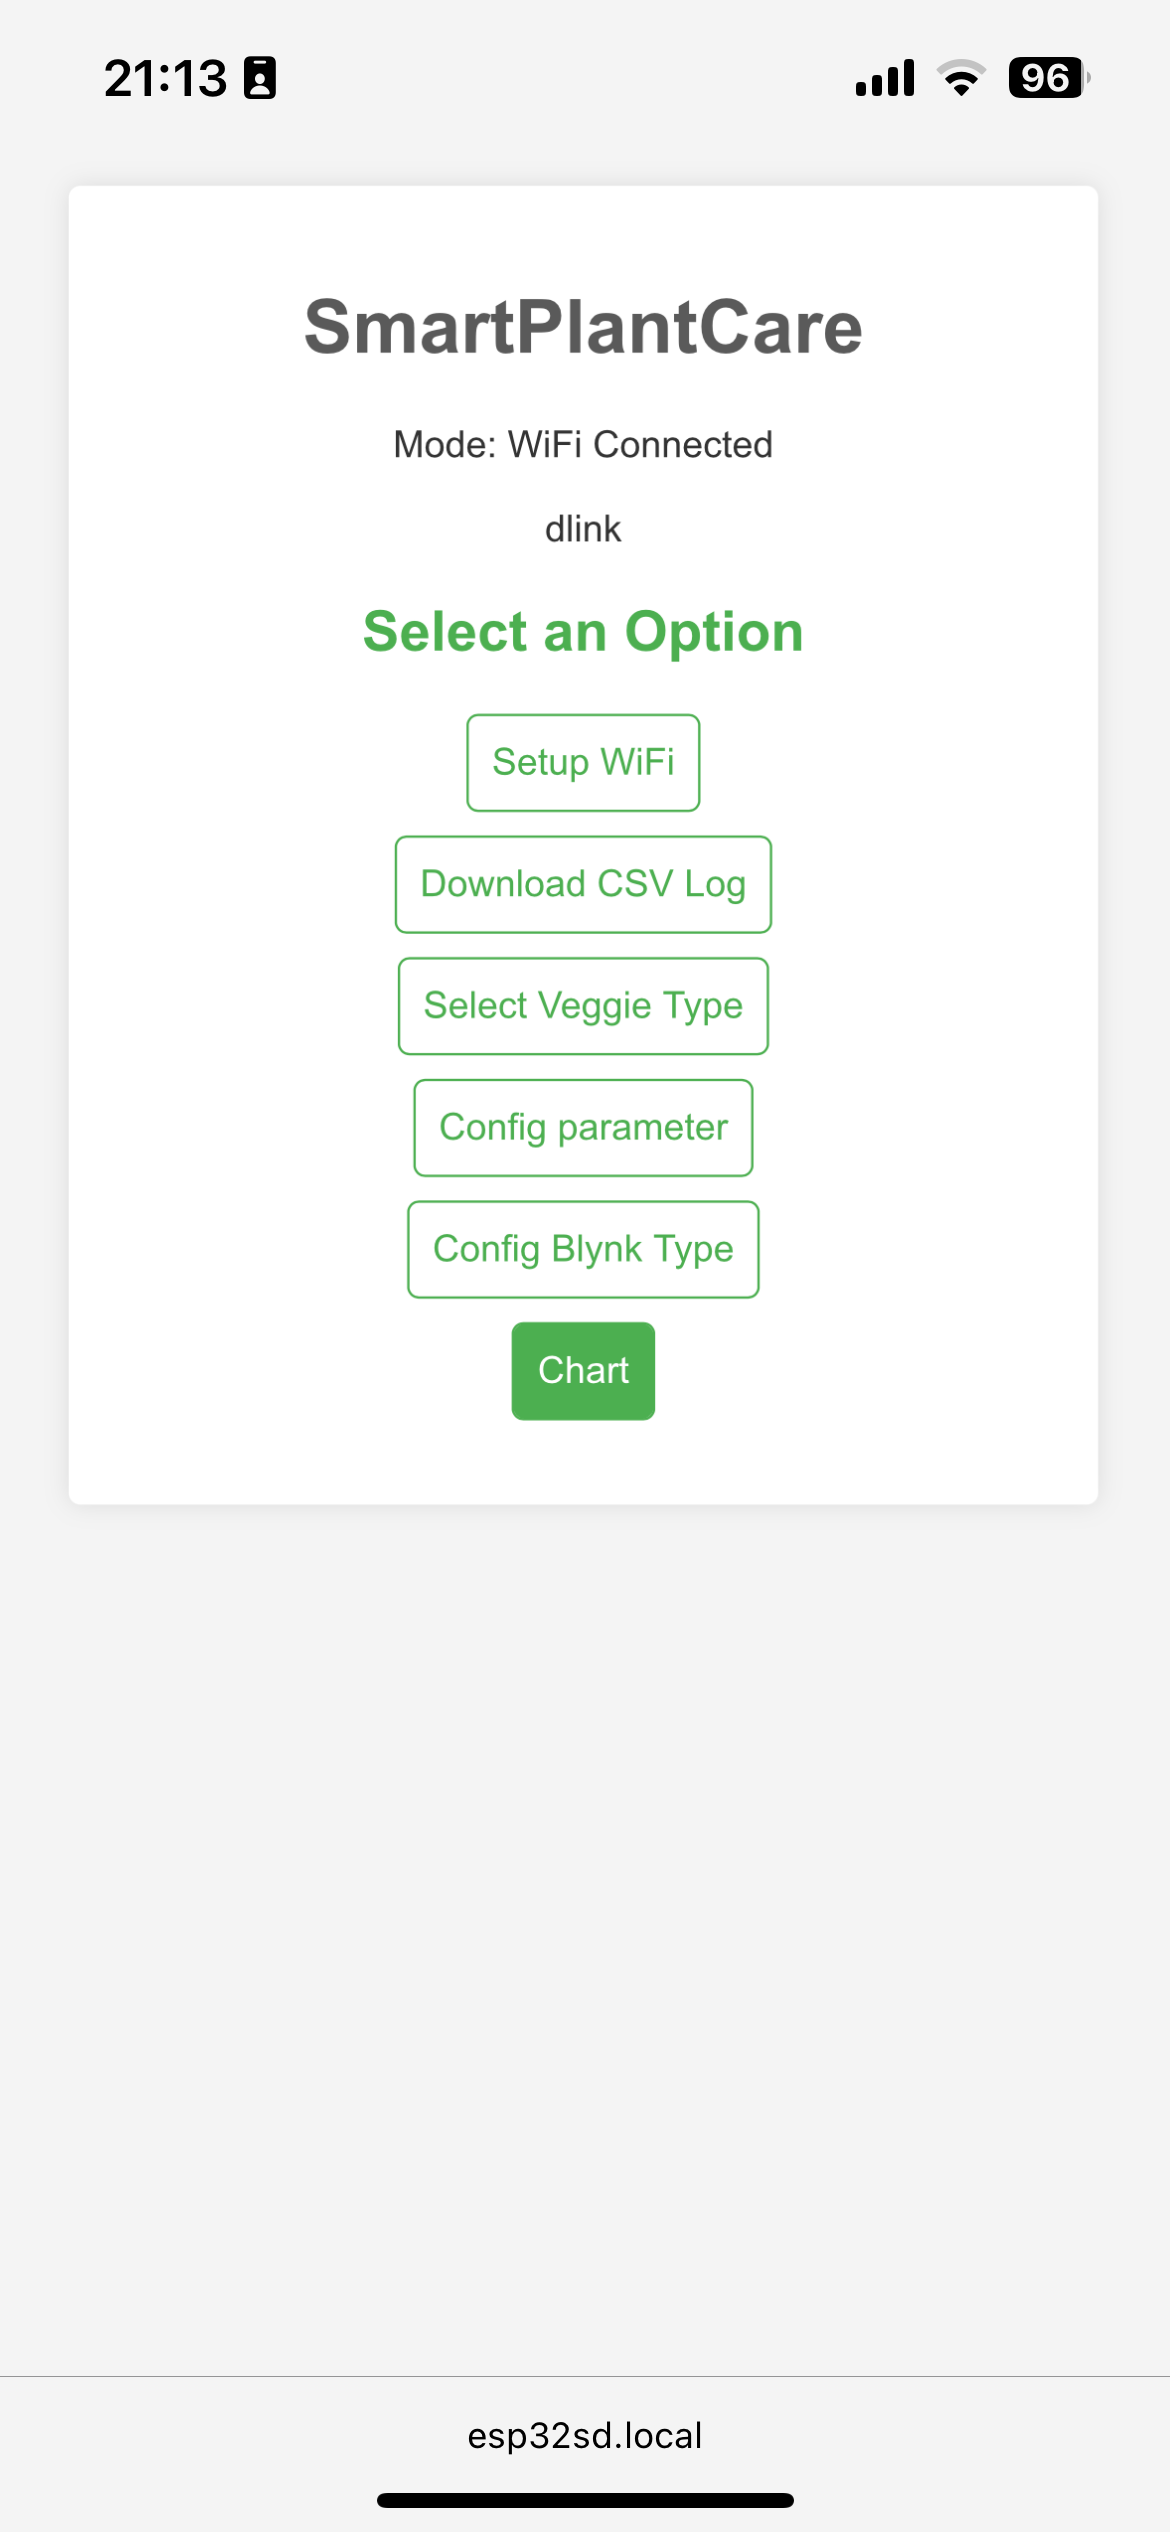 21:13
96
SmartPlantCare
Mode: WiFi Connected
dlink
Select an Option
Setup WiFi
Download CSV Log
Select Veggie Type
Config parameter
Config Blynk Type
Chart
esp32sd.local